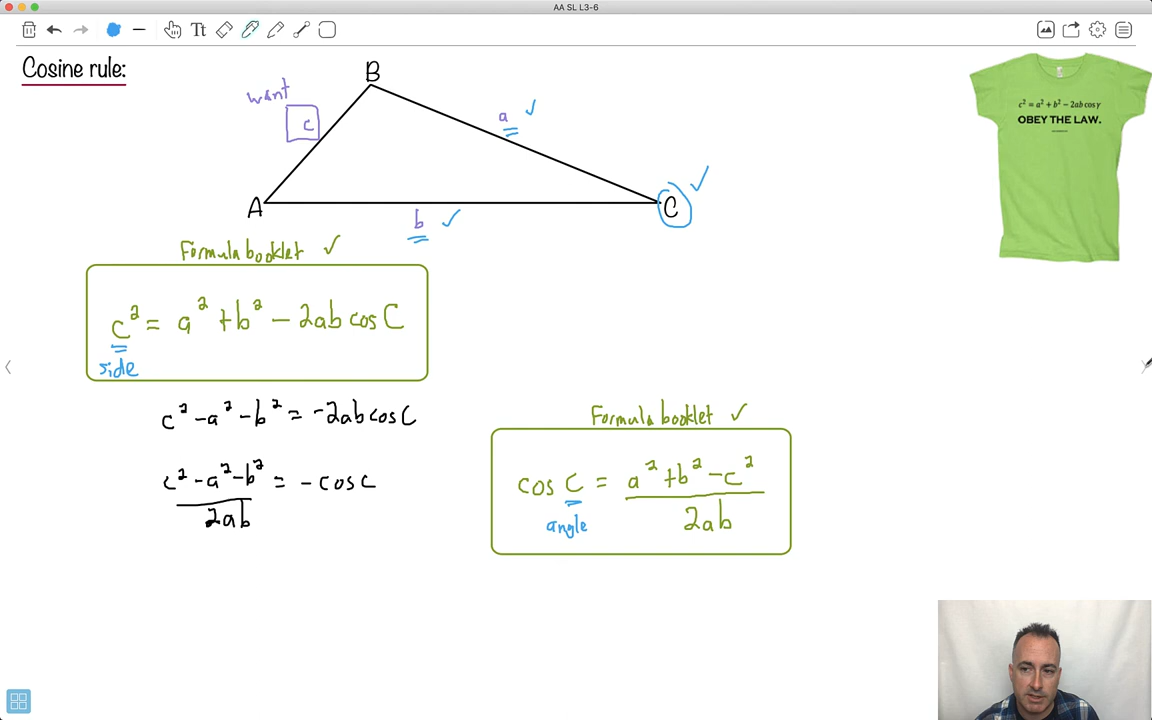 AA SL L3-6
Tt
Cosine rule:
B
want
c
a ✓
A
b ✓
C ✓
c² = a² + b² − 2ab cos γ
OBEY THE LAW.
Formula booklet ✓
c² = a² + b² − 2ab cos C
side
c² − a² − b² = −2ab cos C
c² − a² − b² / 2ab = − cos C
Formula booklet ✓
cos C = a² + b² − c² / 2ab
angle